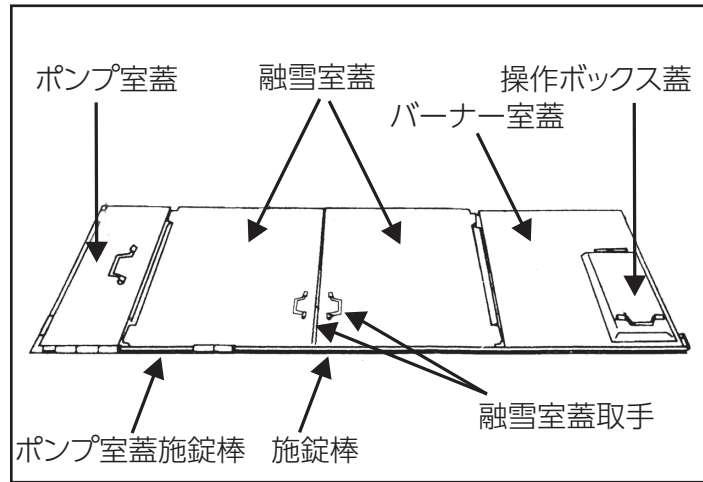 ポンプ室蓋
融雪室蓋
操作ボックス蓋
バーナー室蓋
融雪室蓋取手
ポンプ室蓋施錠棒
施錠棒